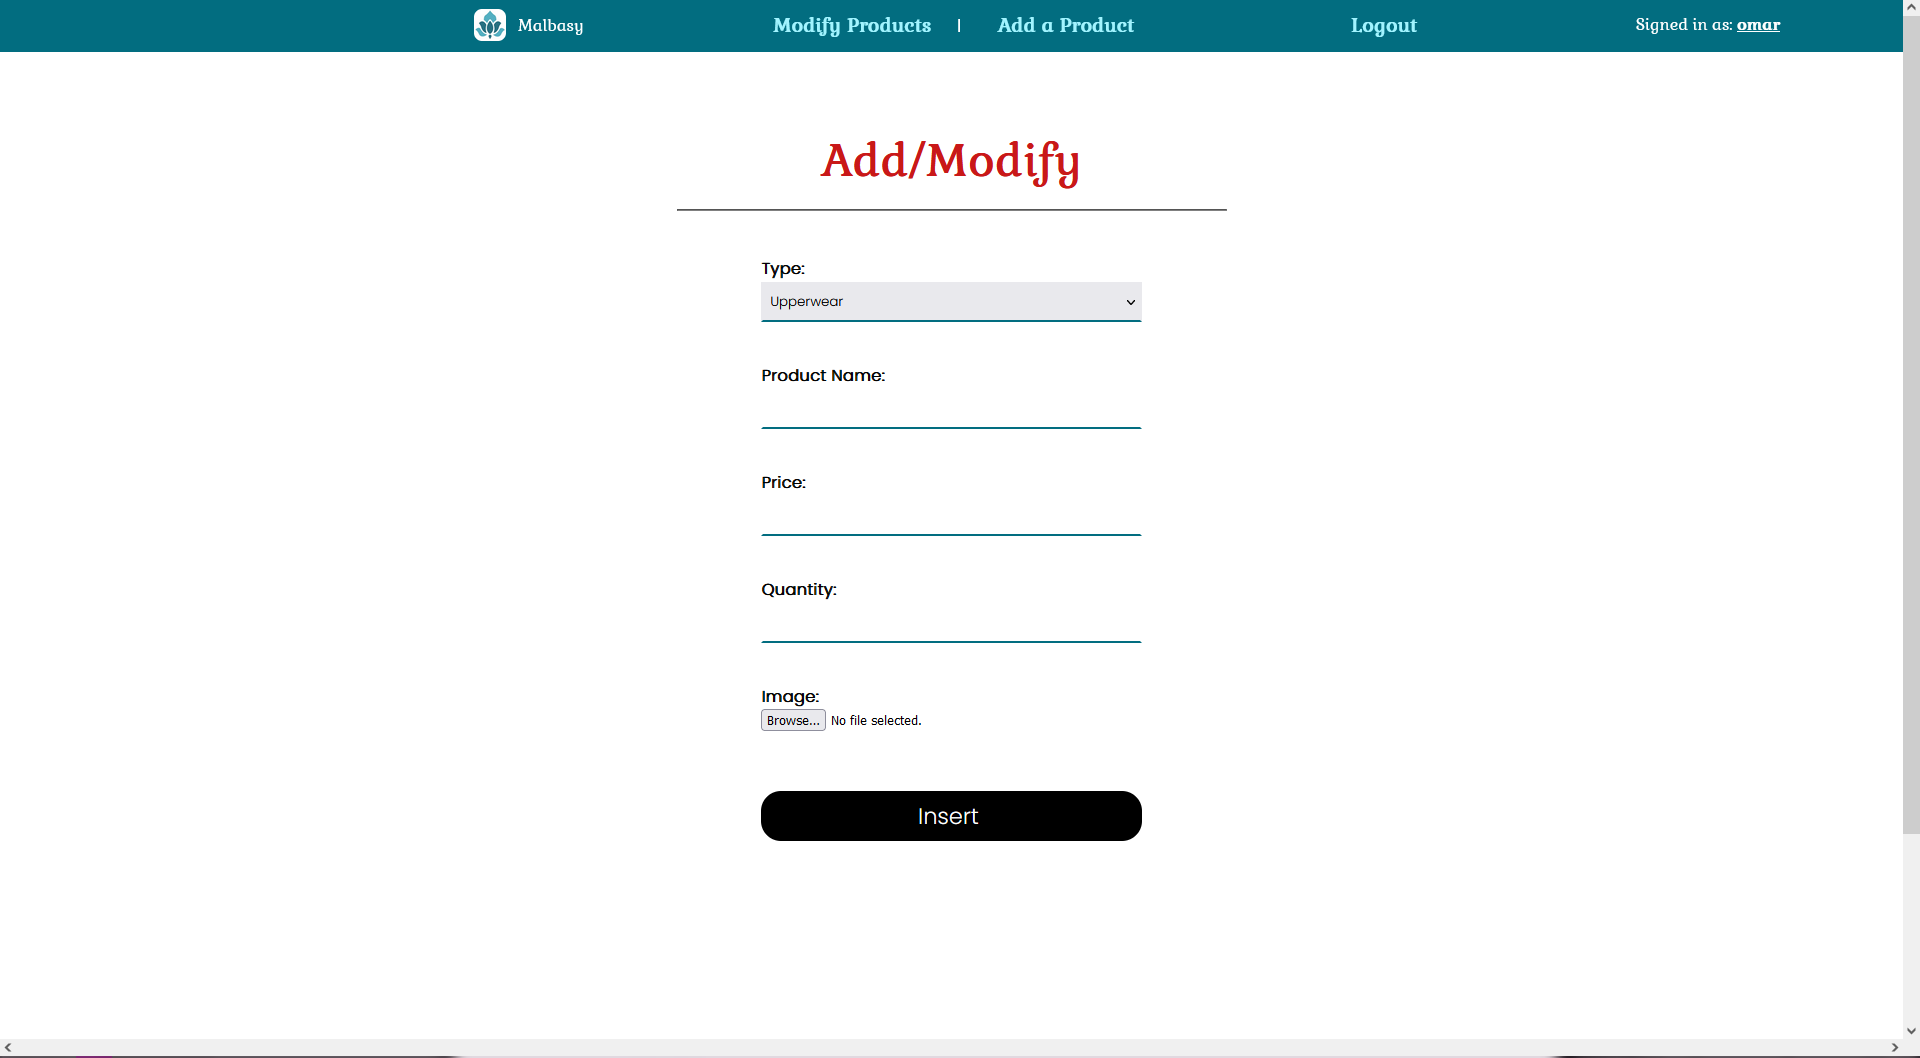 Malbasy Modify Products | Add a Product Logout Signed in as: omar
Add/Modify
Type:
Upperwear
Product Name:
Price:
Quantity:
Image:
Browse... No file selected.
Insert